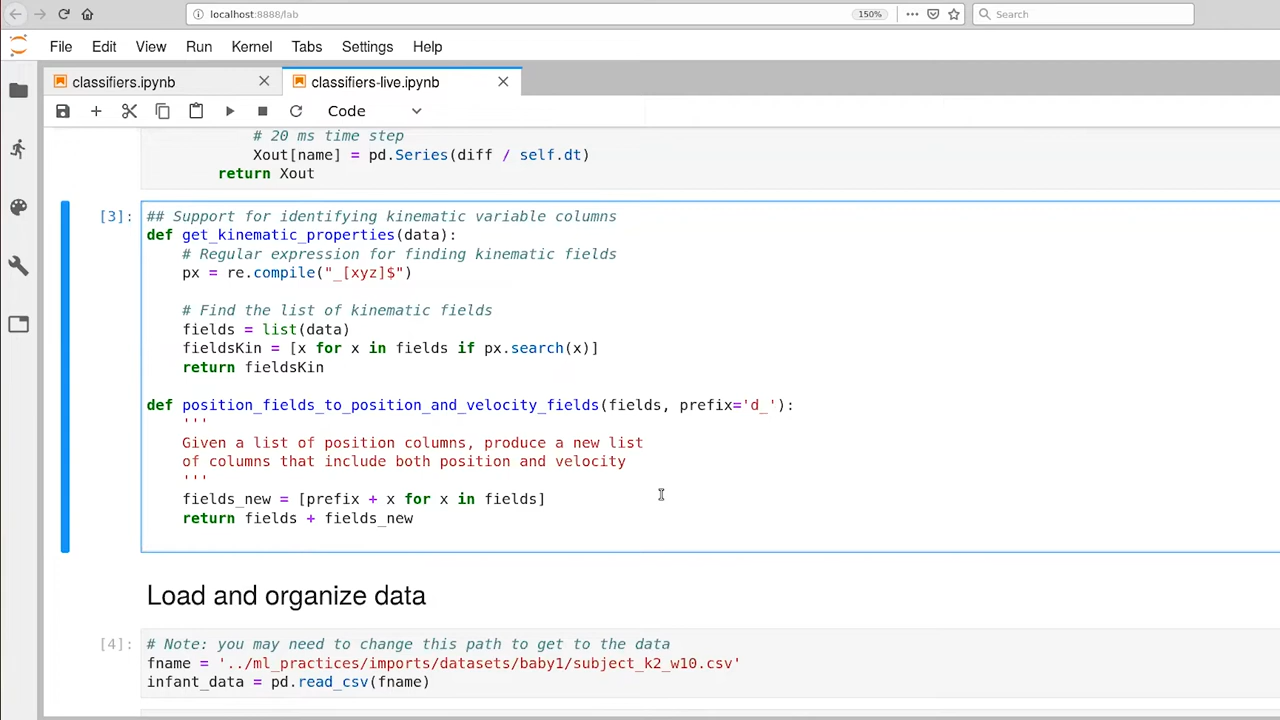 localhost:8888/lab
150%
Search
File Edit View Run Kernel Tabs Settings Help
classifiers.ipynb
classifiers-live.ipynb
Code
# 20 ms time step
Xout[name] = pd.Series(diff / self.dt)
return Xout
[3]:
## Support for identifying kinematic variable columns
def get_kinematic_properties(data):
# Regular expression for finding kinematic fields
px = re.compile("_[xyz]$")
# Find the list of kinematic fields
fields = list(data)
fieldsKin = [x for x in fields if px.search(x)]
return fieldsKin
def position_fields_to_position_and_velocity_fields(fields, prefix='d_'):
'''
Given a list of position columns, produce a new list
of columns that include both position and velocity
'''
fields_new = [prefix + x for x in fields]
return fields + fields_new
Load and organize data
[4]:
# Note: you may need to change this path to get to the data
fname = '../ml_practices/imports/datasets/baby1/subject_k2_w10.csv'
infant_data = pd.read_csv(fname)